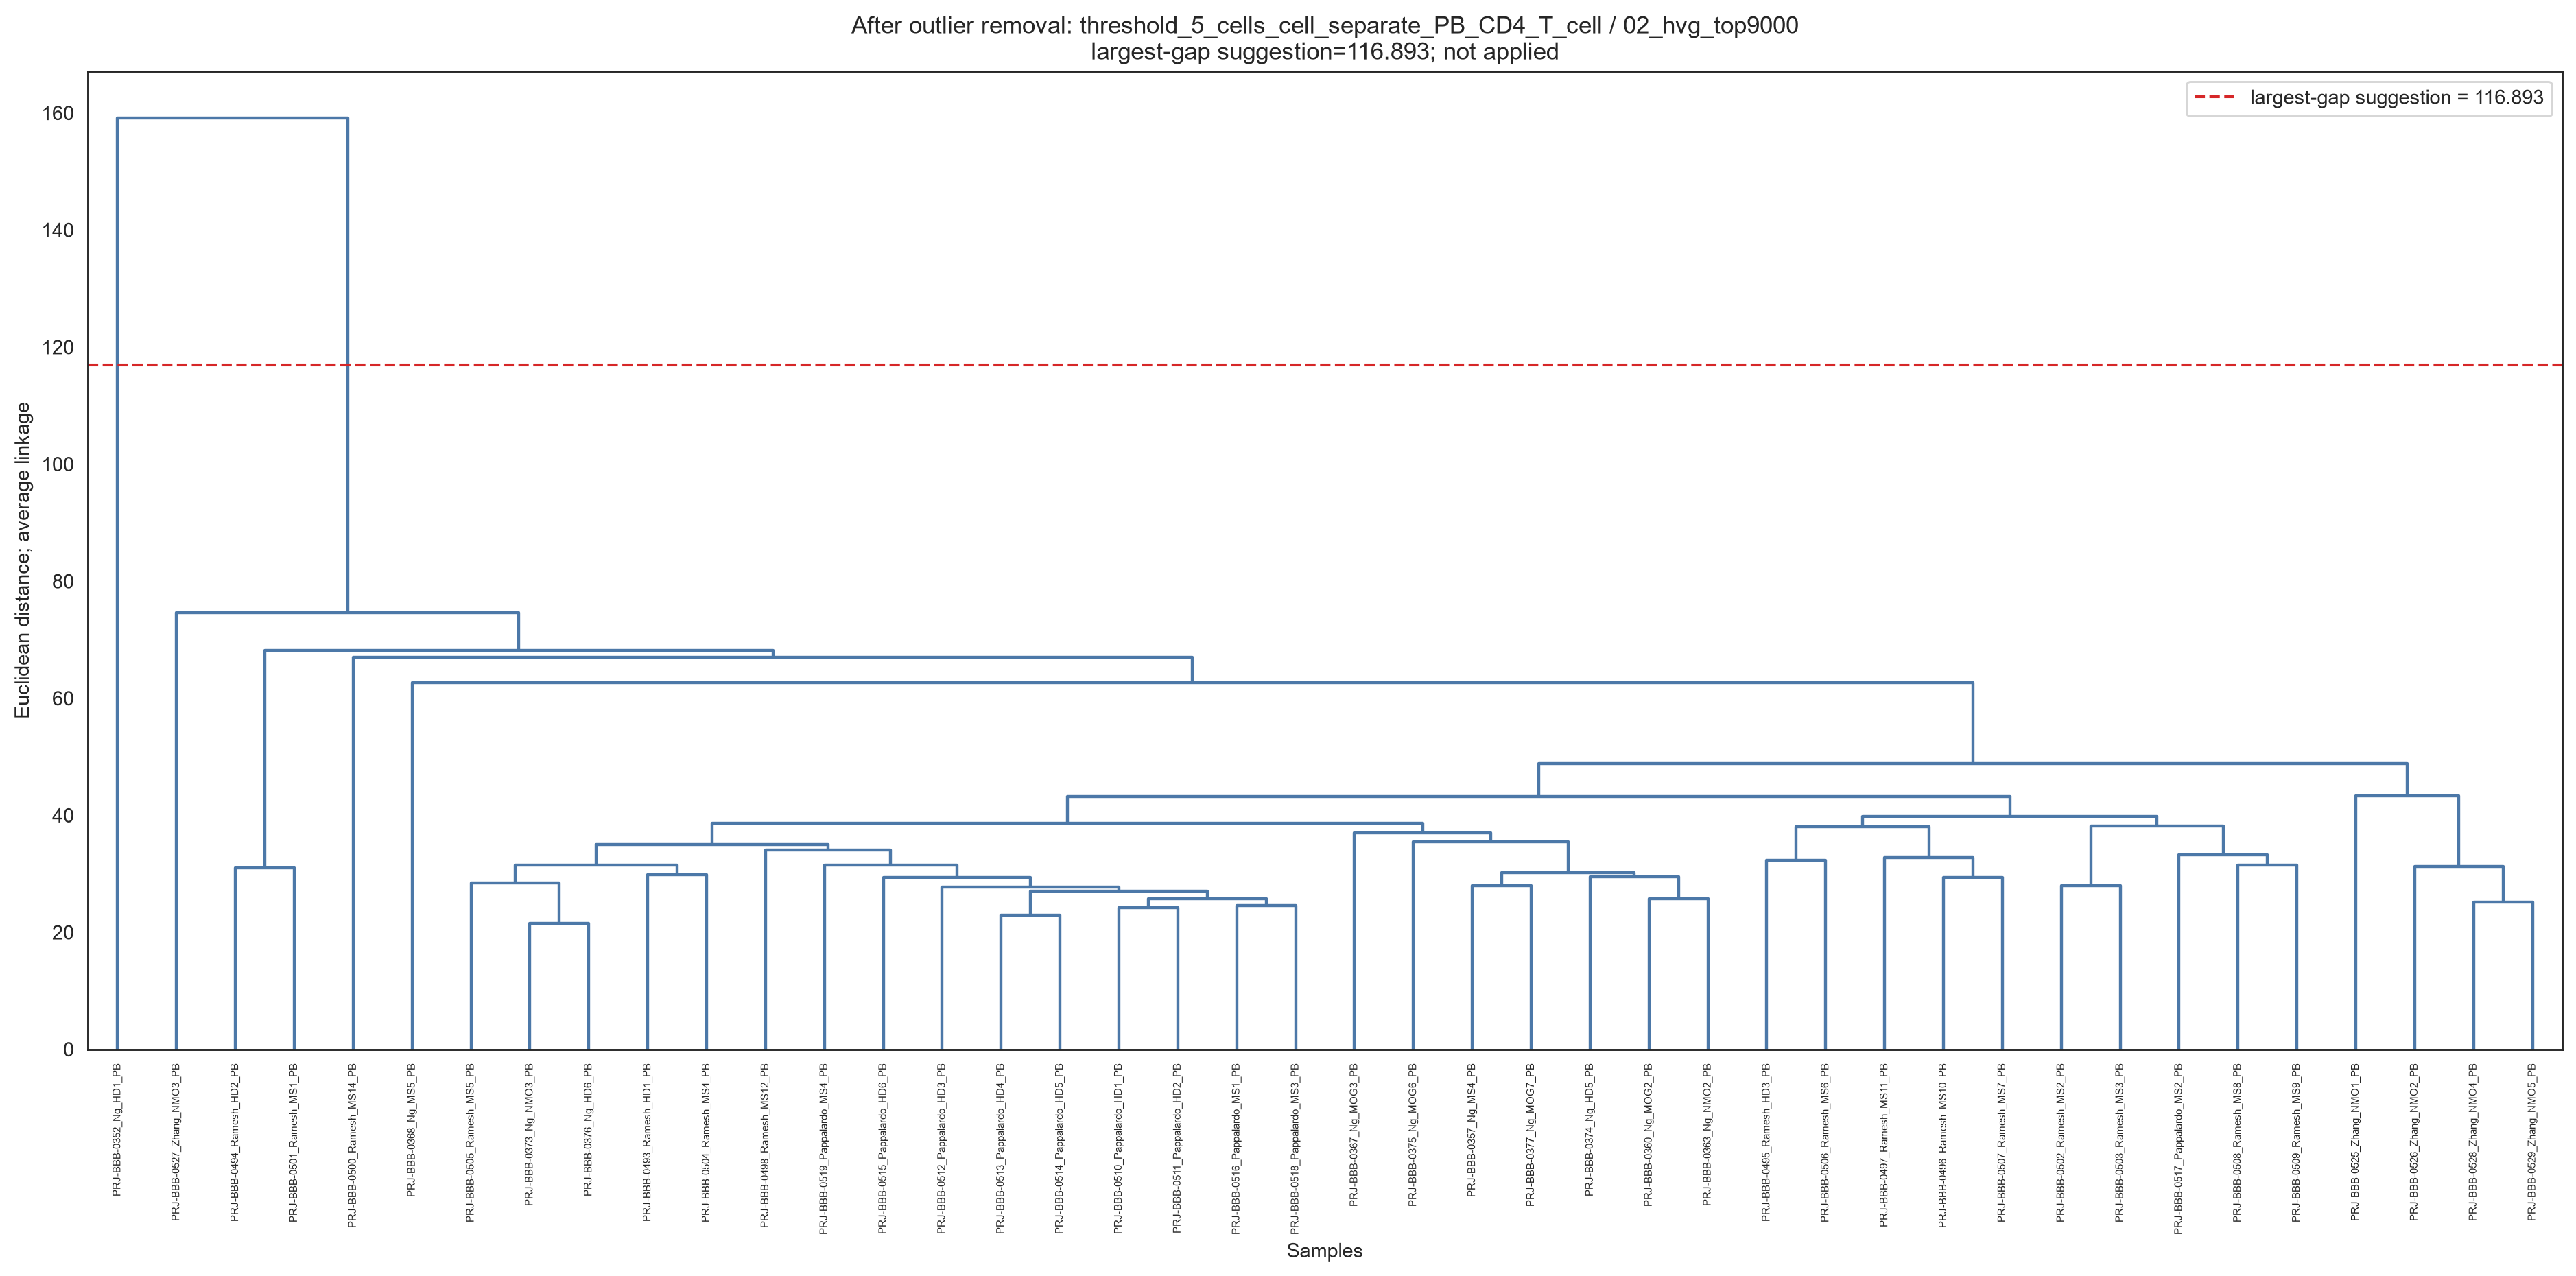 After outlier removal: threshold_5_cells_cell_separate_PB_CD4_T_cell / 02_hvg_top9000
largest-gap suggestion=116.893; not applied
largest-gap suggestion = 116.893
Euclidean distance; average linkage
160
140
120
100
80
60
40
20
0
PRJ-BBB-0352_Ng_HD1_PB
PRJ-BBB-0527_Zhang_NMO3_PB
PRJ-BBB-0494_Ramesh_HD2_PB
PRJ-BBB-0501_Ramesh_MS1_PB
PRJ-BBB-0500_Ramesh_MS14_PB
PRJ-BBB-0368_Ng_MS5_PB
PRJ-BBB-0505_Ramesh_MS5_PB
PRJ-BBB-0373_Ng_NMO3_PB
PRJ-BBB-0376_Ng_HD6_PB
PRJ-BBB-0493_Ramesh_HD1_PB
PRJ-BBB-0504_Ramesh_MS4_PB
PRJ-BBB-0498_Ramesh_MS12_PB
PRJ-BBB-0519_Pappalardo_MS4_PB
PRJ-BBB-0515_Pappalardo_HD6_PB
PRJ-BBB-0512_Pappalardo_HD3_PB
PRJ-BBB-0513_Pappalardo_HD4_PB
PRJ-BBB-0514_Pappalardo_HD5_PB
PRJ-BBB-0510_Pappalardo_HD1_PB
PRJ-BBB-0511_Pappalardo_HD2_PB
PRJ-BBB-0516_Pappalardo_MS1_PB
PRJ-BBB-0518_Pappalardo_MS3_PB
PRJ-BBB-0367_Ng_MOG3_PB
PRJ-BBB-0375_Ng_MOG6_PB
PRJ-BBB-0357_Ng_MS4_PB
PRJ-BBB-0377_Ng_MOG7_PB
PRJ-BBB-0374_Ng_HD5_PB
PRJ-BBB-0360_Ng_MOG2_PB
PRJ-BBB-0363_Ng_NMO2_PB
PRJ-BBB-0495_Ramesh_HD3_PB
PRJ-BBB-0506_Ramesh_MS6_PB
PRJ-BBB-0497_Ramesh_MS11_PB
PRJ-BBB-0496_Ramesh_MS10_PB
PRJ-BBB-0507_Ramesh_MS7_PB
PRJ-BBB-0502_Ramesh_MS2_PB
PRJ-BBB-0503_Ramesh_MS3_PB
PRJ-BBB-0517_Pappalardo_MS2_PB
PRJ-BBB-0508_Ramesh_MS8_PB
PRJ-BBB-0509_Ramesh_MS9_PB
PRJ-BBB-0525_Zhang_NMO1_PB
PRJ-BBB-0526_Zhang_NMO2_PB
PRJ-BBB-0528_Zhang_NMO4_PB
PRJ-BBB-0529_Zhang_NMO5_PB
Samples